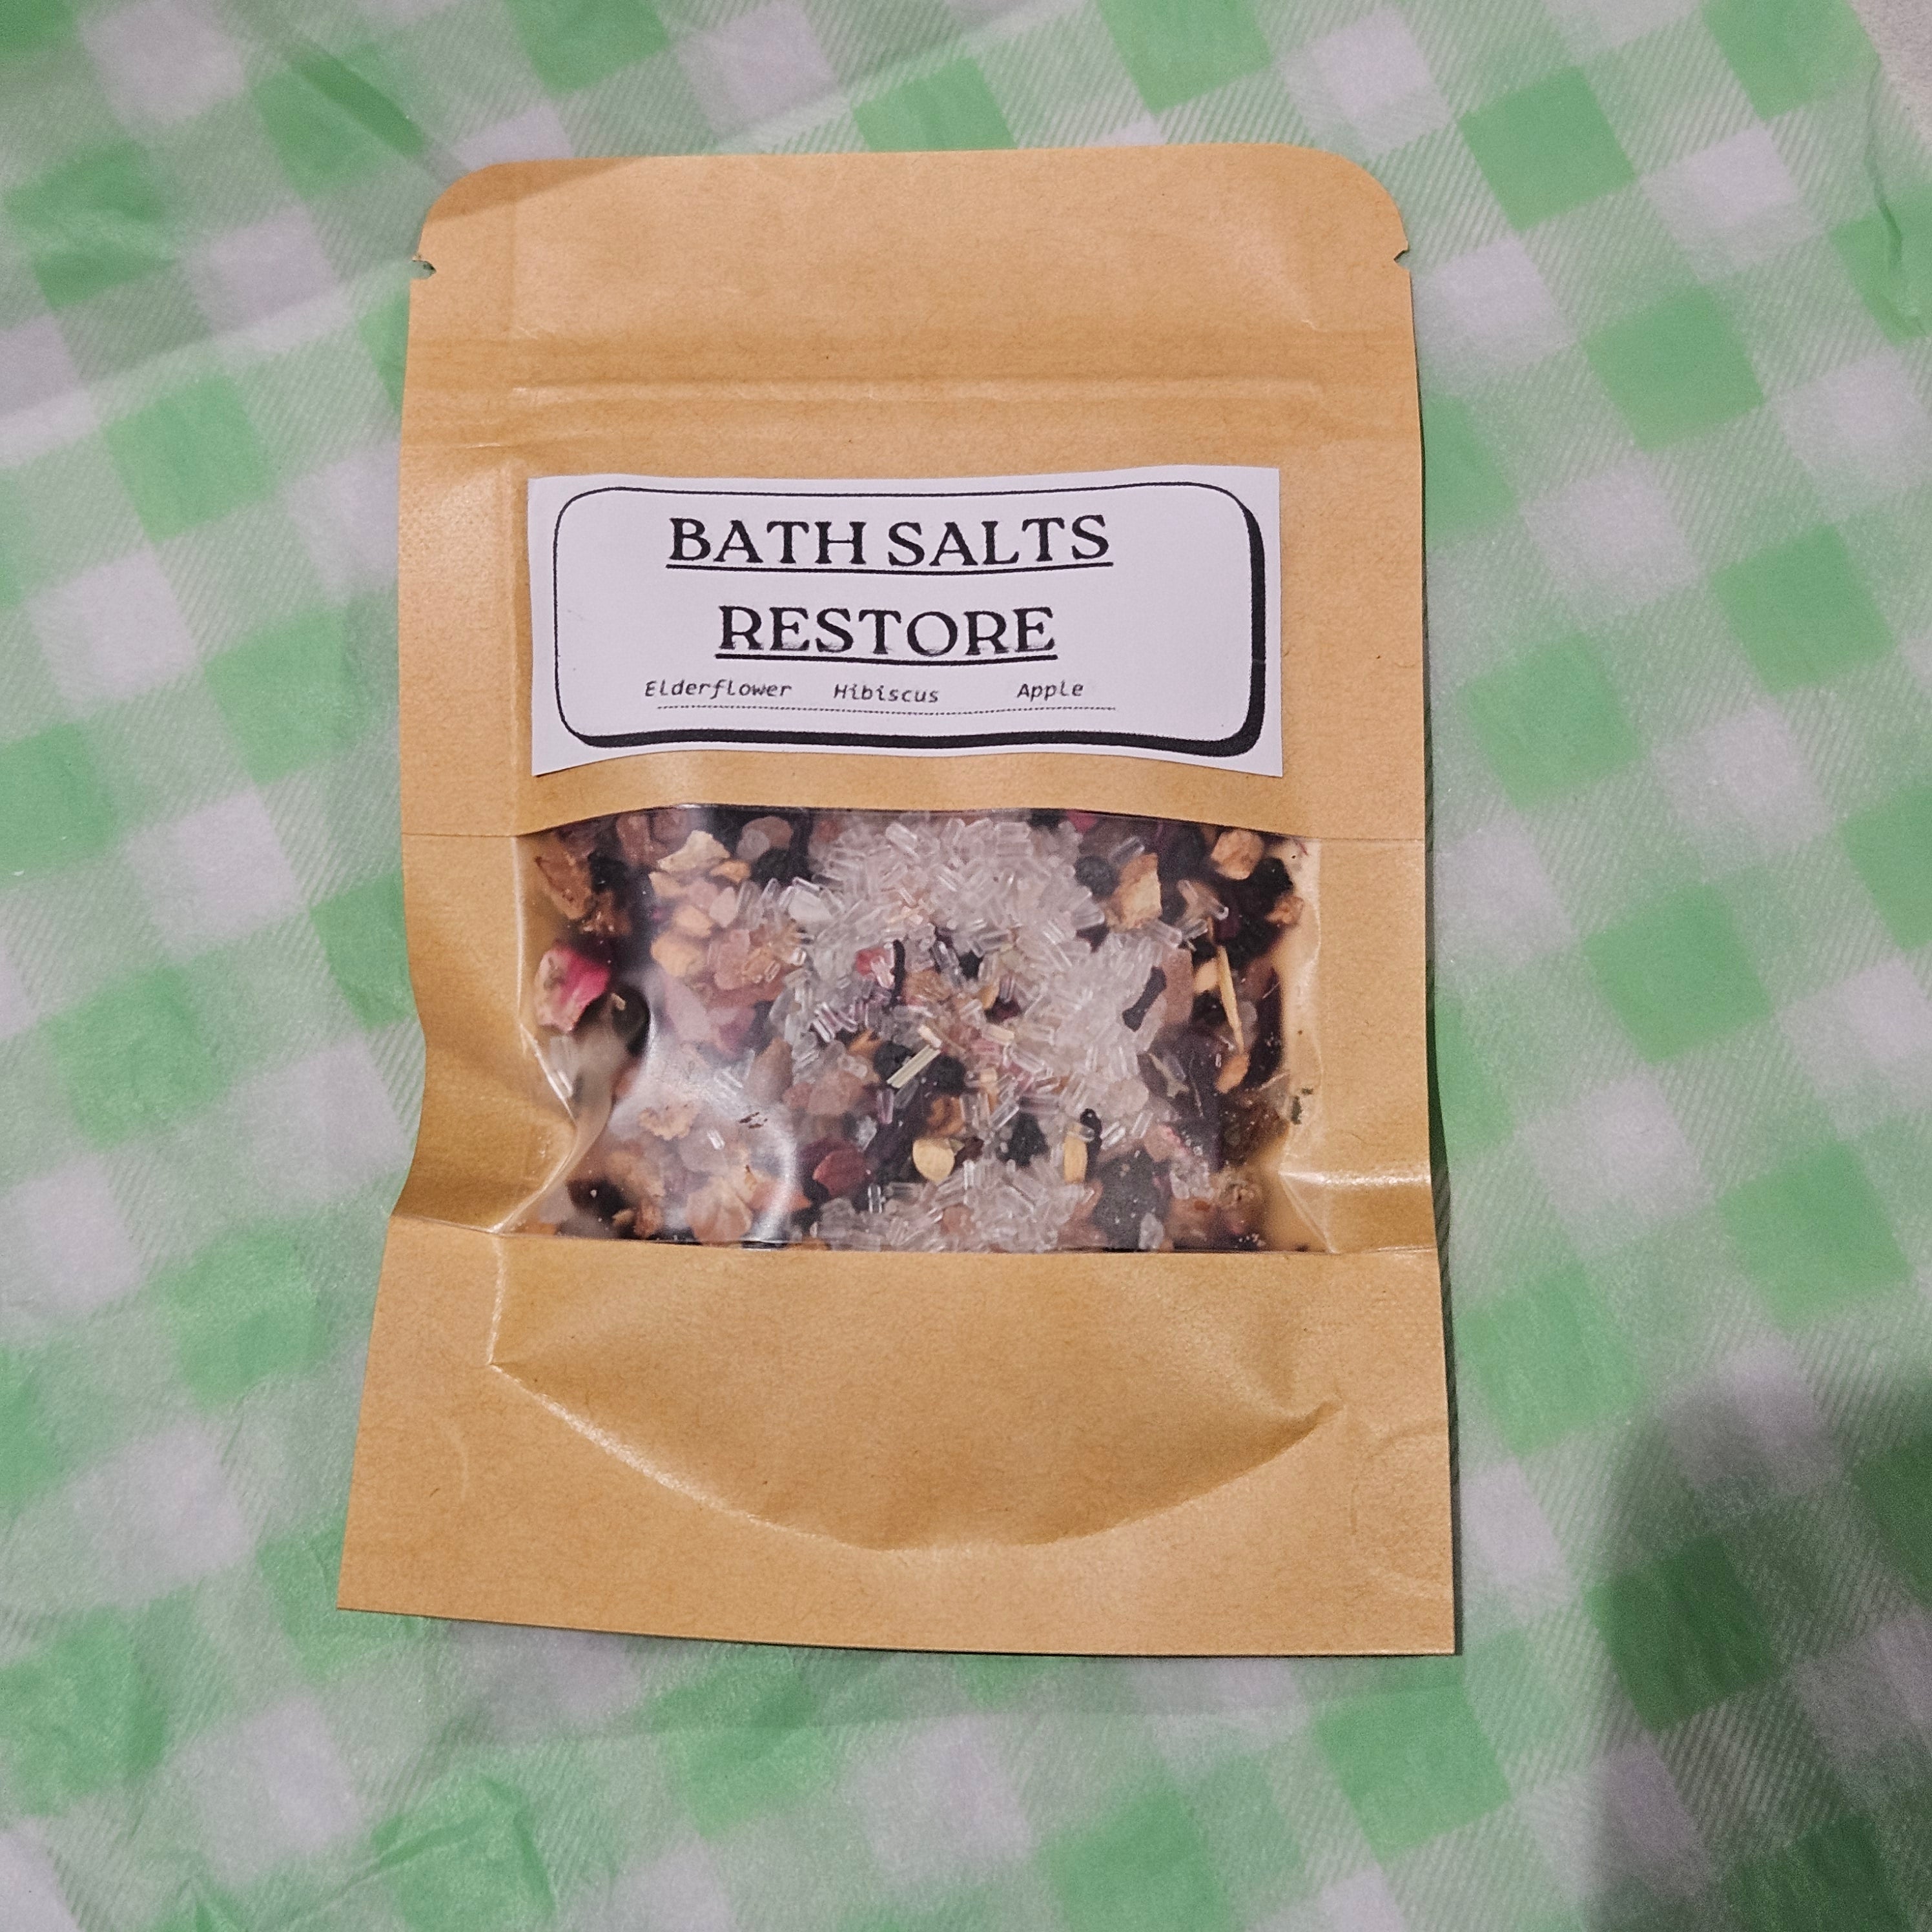 BATH SALTS
RESTORE
Elderflower Hibiscus Apple